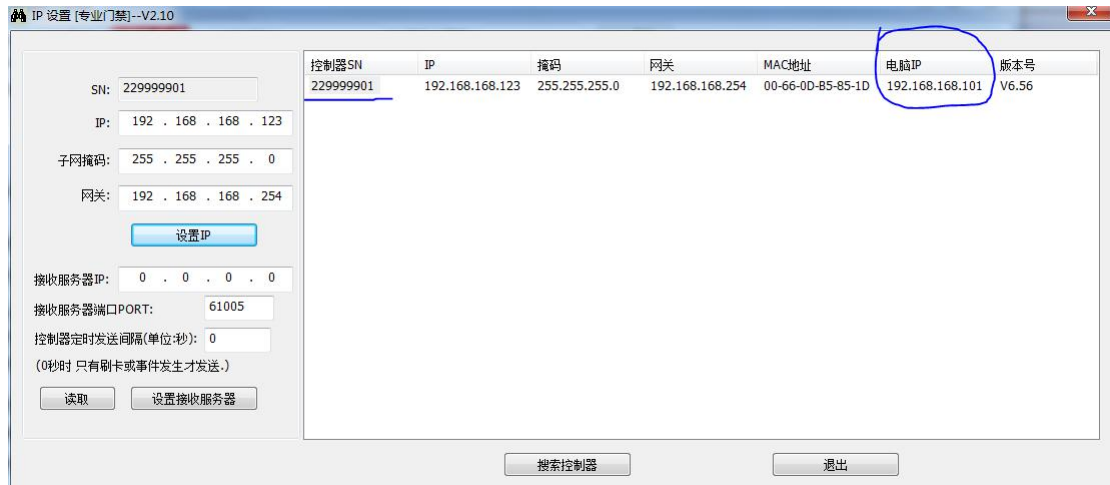 IP 设置 [专业门禁]--V2.10
SN: 229999901
IP: 192 . 168 . 168 . 123
子网掩码: 255 . 255 . 255 . 0
网关: 192 . 168 . 168 . 254
设置IP
接收服务器IP: 0 . 0 . 0 . 0
接收服务器端口PORT: 61005
控制器定时发送间隔(单位:秒): 0
(0秒时 只有刷卡或事件发生才发送.)
读取 设置接收服务器
控制器SN IP 掩码 网关 MAC地址 电脑IP 版本号
229999901 192.168.168.123 255.255.255.0 192.168.168.254 00-66-0D-B5-85-1D 192.168.168.101 V6.56
搜索控制器 退出